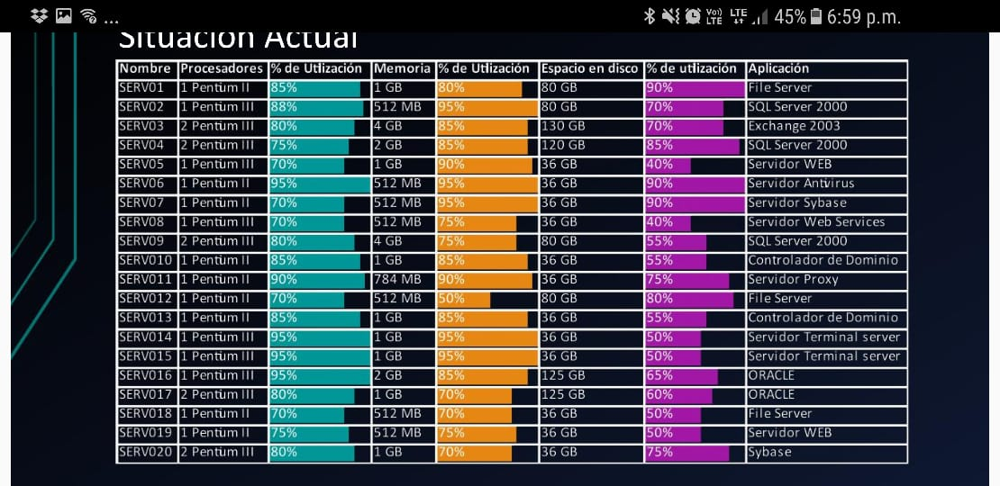 ... Vo)) LTE LTE 45% 6:59 p.m.
Situación Actual
Nombre Procesadores % de Utilización Memoria % de Utilización Espacio en disco % de utilización Aplicación
SERV01 1 Pentium II 85% 1 GB 80% 80 GB 90% File Server
SERV02 1 Pentium III 88% 512 MB 95% 80 GB 70% SQL Server 2000
SERV03 2 Pentium III 80% 4 GB 85% 130 GB 70% Exchange 2003
SERV04 2 Pentium III 75% 2 GB 85% 120 GB 85% SQL Server 2000
SERV05 1 Pentium III 70% 1 GB 90% 36 GB 40% Servidor WEB
SERV06 1 Pentium II 95% 512 MB 95% 36 GB 90% Servidor Antivirus
SERV07 1 Pentium II 70% 512 MB 95% 36 GB 90% Servidor Sybase
SERV08 1 Pentium III 70% 512 MB 75% 36 GB 40% Servidor Web Services
SERV09 2 Pentium III 80% 4 GB 75% 80 GB 55% SQL Server 2000
SERV010 1 Pentium II 85% 1 GB 85% 36 GB 55% Controlador de Dominio
SERV011 1 Pentium II 90% 784 MB 90% 36 GB 75% Servidor Proxy
SERV012 1 Pentium II 70% 512 MB 50% 80 GB 80% File Server
SERV013 1 Pentium II 85% 1 GB 85% 36 GB 55% Controlador de Dominio
SERV014 1 Pentium III 95% 1 GB 95% 36 GB 50% Servidor Terminal server
SERV015 1 Pentium III 95% 1 GB 95% 36 GB 50% Servidor Terminal server
SERV016 1 Pentium III 95% 2 GB 85% 125 GB 65% ORACLE
SERV017 2 Pentium III 80% 1 GB 70% 125 GB 60% ORACLE
SERV018 1 Pentium II 70% 512 MB 70% 36 GB 50% File Server
SERV019 1 Pentium II 75% 512 MB 75% 36 GB 50% Servidor WEB
SERV020 2 Pentium III 80% 1 GB 70% 36 GB 75% Sybase